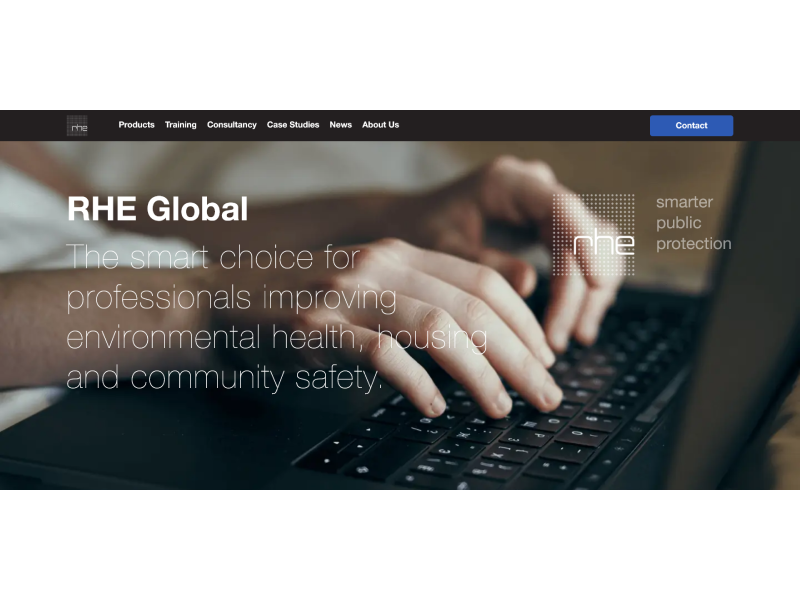 rhe
Products Training Consultancy Case Studies News About Us
Contact
RHE Global
The smart choice for
professionals improving
environmental health, housing
and community safety.
rhe
smarter
public
protection